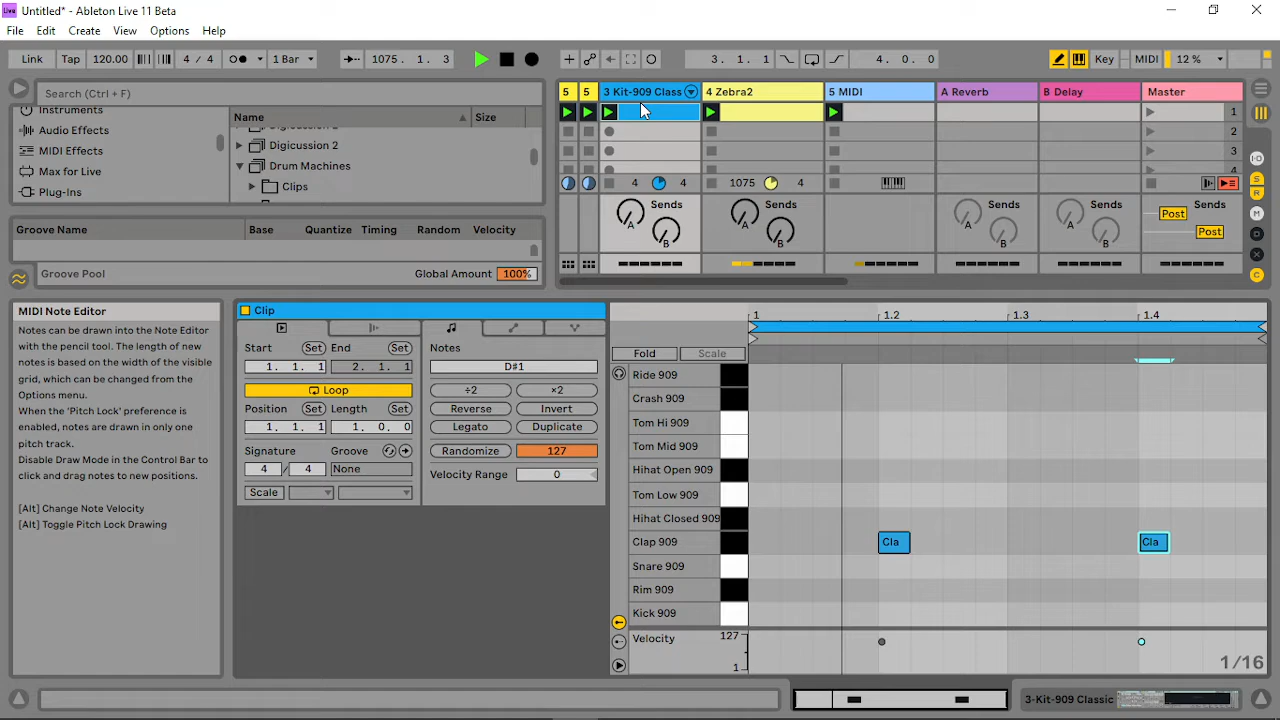 Untitled* - Ableton Live 11 Beta
File Edit Create View Options Help
Link Tap 120.00 4 / 4 1 Bar 1075. 1. 3 3. 1. 1 4. 0. 0 Key MIDI 12 %
Search (Ctrl + F)
5 5 3 Kit-909 Class 4 Zebra2 5 MIDI A Reverb B Delay Master
Instruments
Audio Effects
MIDI Effects
Max for Live
Plug-Ins
Name Size
Digicussion 2
Drum Machines
Clips
1
2
3
4 4 1075 4
Sends Sends Sends Sends Sends
A A A A Post
B B B B Post
Groove Name Base Quantize Timing Random Velocity
Groove Pool Global Amount 100%
MIDI Note Editor
Notes can be drawn into the Note Editor
with the pencil tool. The length of new
notes is based on the width of the visible
grid, which can be changed from the
Options menu.
When the 'Pitch Lock' preference is
enabled, notes are drawn in only one
pitch track.
Disable Draw Mode in the Control Bar to
click and drag notes to new positions.
[Alt] Change Note Velocity
[Alt] Toggle Pitch Lock Drawing
Clip
Start Set End Set
1. 1. 1 2. 1. 1
Loop
Position Set Length Set
1. 1. 1 1. 0. 0
Signature Groove
4 / 4 None
Scale
Notes
D#1
÷2 ×2
Reverse Invert
Legato Duplicate
Randomize 127
Velocity Range 0
1 1.2 1.3 1.4
Fold Scale
Ride 909
Crash 909
Tom Hi 909
Tom Mid 909
Hihat Open 909
Tom Low 909
Hihat Closed 909
Clap 909 Cla Cla
Snare 909
Rim 909
Kick 909
Velocity 127
1
1/16
3-Kit-909 Classic